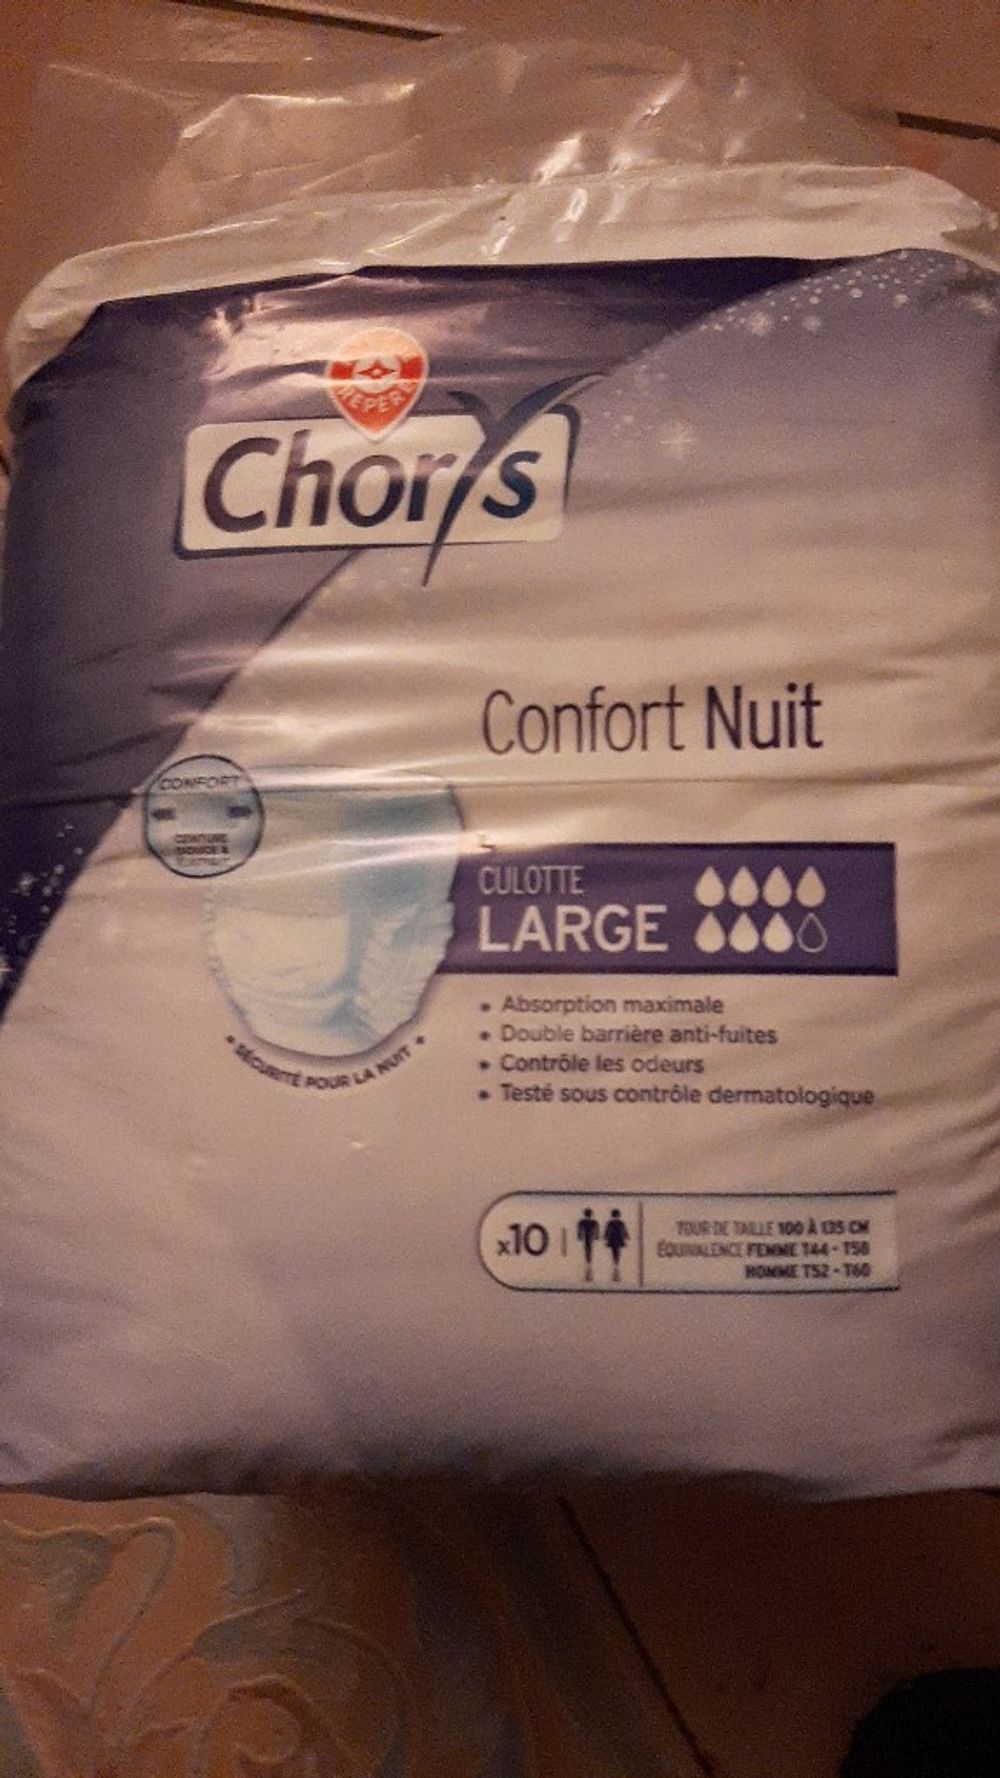 REPERE
ChorYs
Confort Nuit
CONFORT
CEINTURE
CULOTTE
LARGE
• Absorption maximale
• Double barrière anti-fuites
• Contrôle les odeurs
• Testé sous contrôle dermatologique
• SÉCURITÉ POUR LA NUIT •
x10
TOUR DE TAILLE 100 À 135 CM
ÉQUIVALENCE FEMME T44 - T58
HOMME T52 - T60